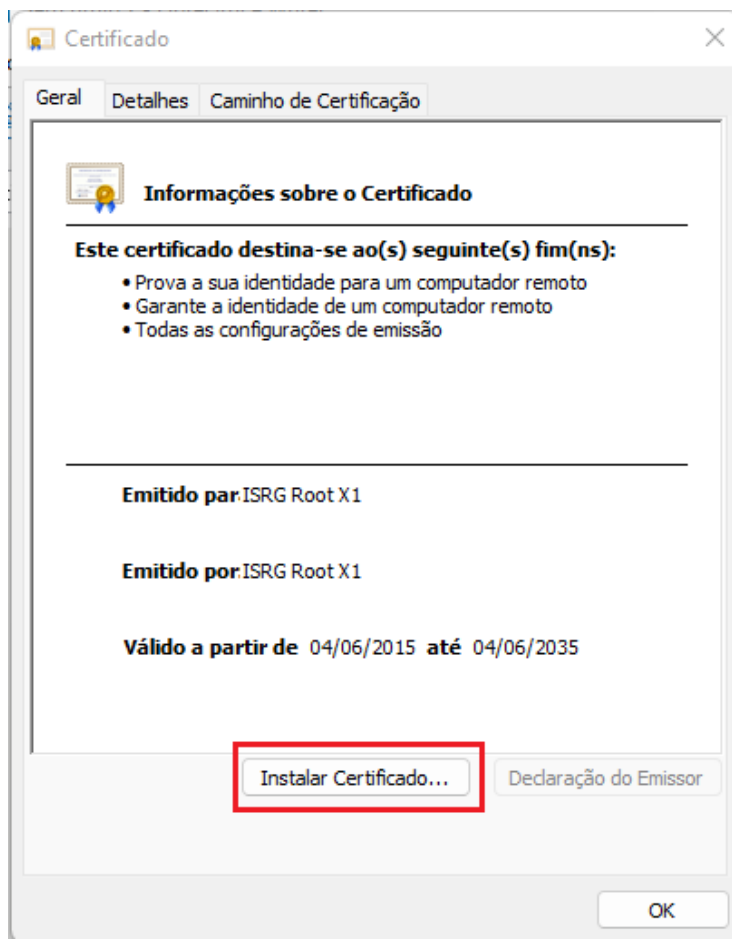 Certificado
Geral
Detalhes
Caminho de Certificação
Informações sobre o Certificado
Este certificado destina-se ao(s) seguinte(s) fim(ns):
• Prova a sua identidade para um computador remoto
• Garante a identidade de um computador remoto
• Todas as configurações de emissão
Emitido par ISRG Root X1
Emitido por ISRG Root X1
Válido a partir de 04/06/2015 até 04/06/2035
Instalar Certificado...
Declaração do Emissor
OK